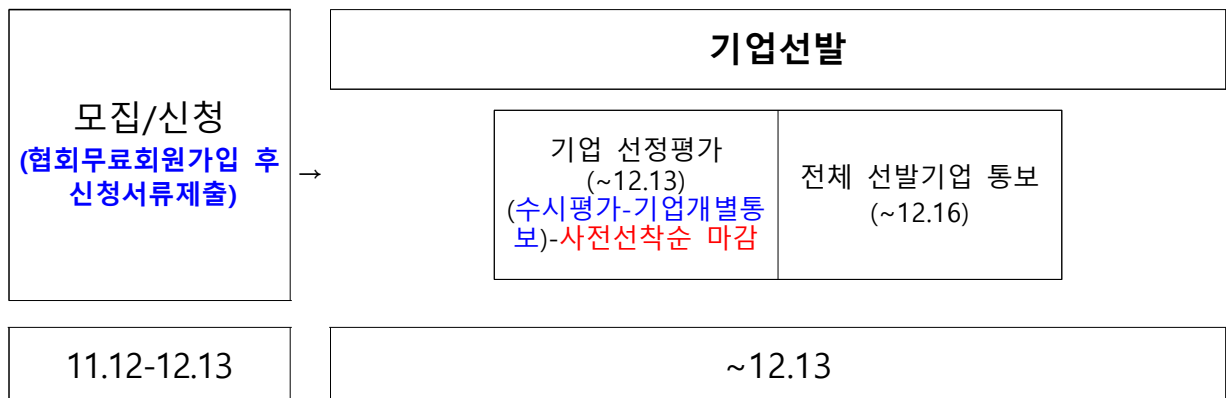 모집/신청
(협회무료회원가입 후
신청서류제출)
→
기업선발
기업 선정평가
(~12.13)
(수시평가-기업개별통
보)-사전선착순 마감
전체 선발기업 통보
(~12.16)
11.12-12.13
~12.13